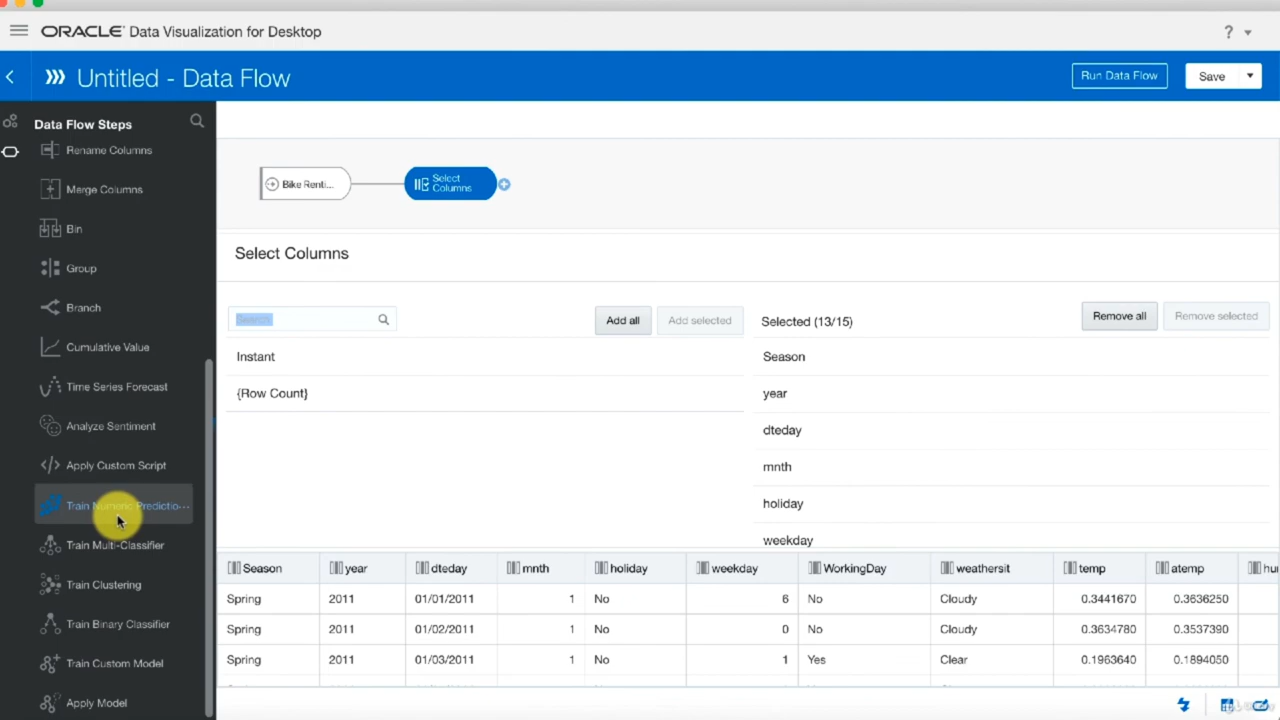 ORACLE® Data Visualization for Desktop
?
Untitled - Data Flow
Run Data Flow
Save
Data Flow Steps
Rename Columns
Merge Columns
Bin
Group
Branch
Cumulative Value
Time Series Forecast
Analyze Sentiment
Apply Custom Script
Train Numeric Predictio...
Train Multi-Classifier
Train Clustering
Train Binary Classifier
Train Custom Model
Apply Model
Bike Renti...
Select
Columns
Select Columns
Search
Add all
Add selected
Selected (13/15)
Remove all
Remove selected
Instant
{Row Count}
Season
year
dteday
mnth
holiday
weekday
Season year dteday mnth holiday weekday WorkingDay weathersit temp atemp hu
Spring 2011 01/01/2011 1 No 6 No Cloudy 0.3441670 0.3636250
Spring 2011 01/02/2011 1 No 0 No Cloudy 0.3634780 0.3537390
Spring 2011 01/03/2011 1 No 1 Yes Clear 0.1963640 0.1894050